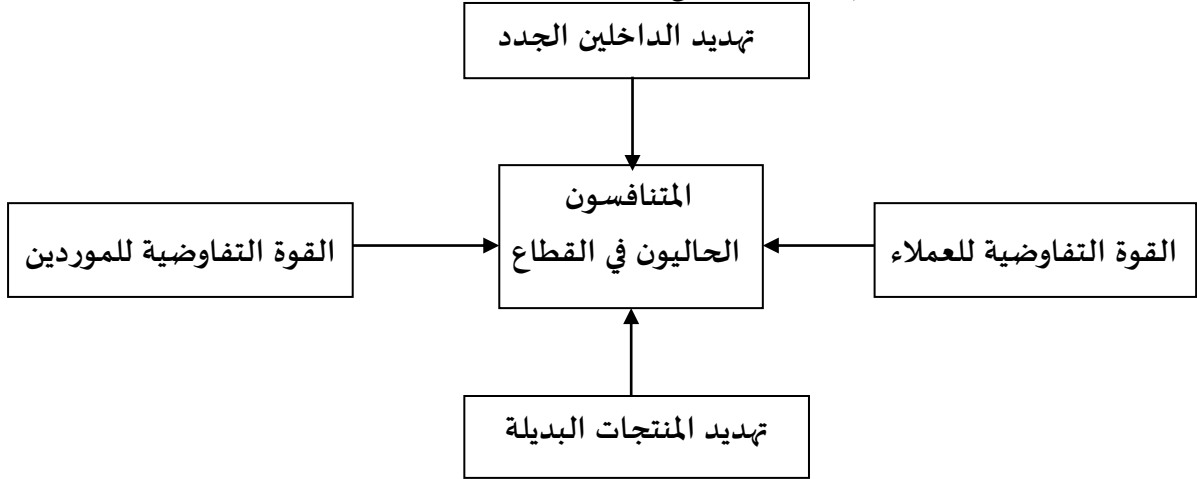 تهديد الداخلين الجدد
المتنافسون
الحاليون في القطاع
القوة التفاوضية للعملاء
القوة التفاوضية للموردين
تهديد المنتجات البديلة